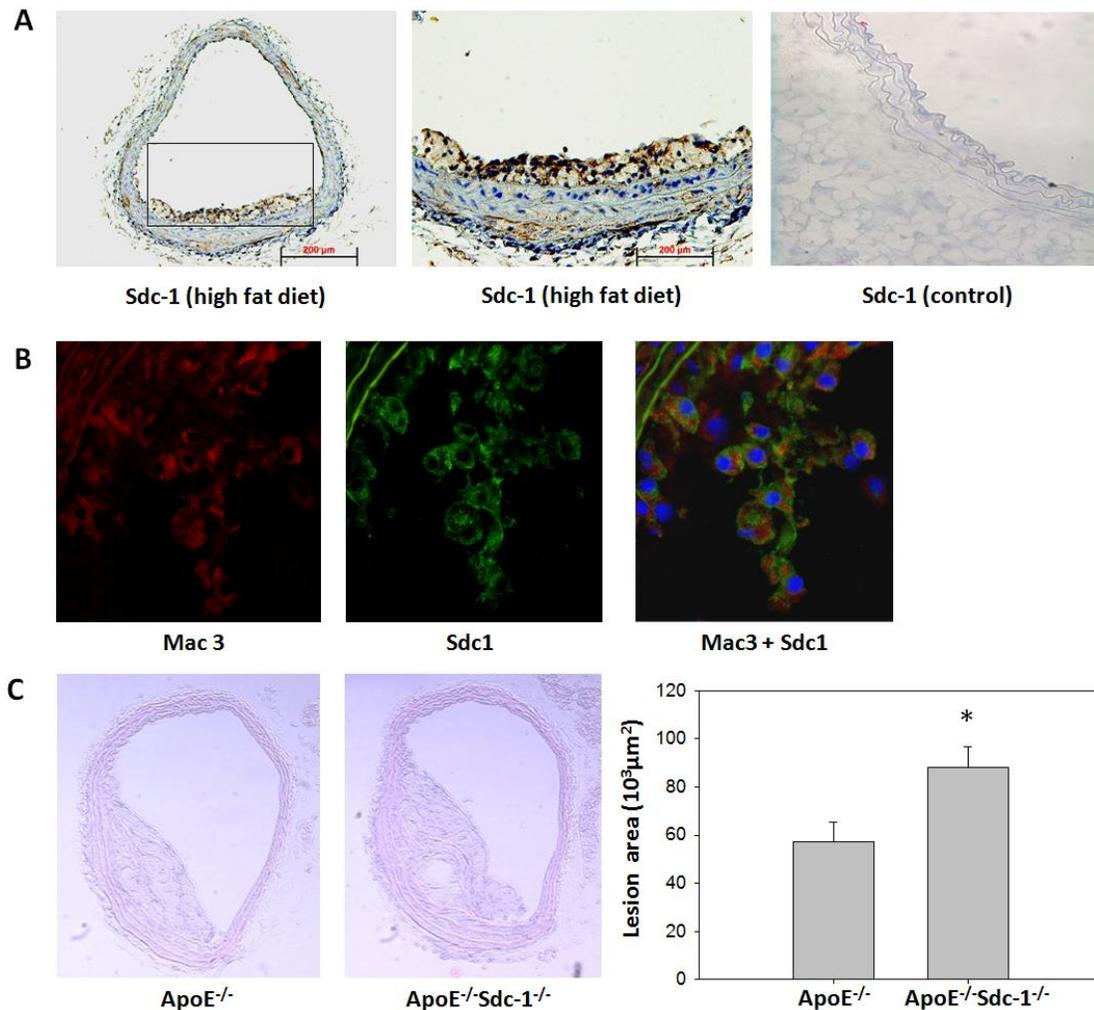 A
200 µm
200 µm
Sdc-1 (high fat diet)
Sdc-1 (high fat diet)
Sdc-1 (control)
B
Mac 3
Sdc1
Mac3 + Sdc1
C
ApoE-/-
ApoE-/-Sdc-1-/-
Lesion area (10³µm²)
120
100
80
60
40
20
0
*
ApoE-/-
ApoE-/-Sdc-1-/-